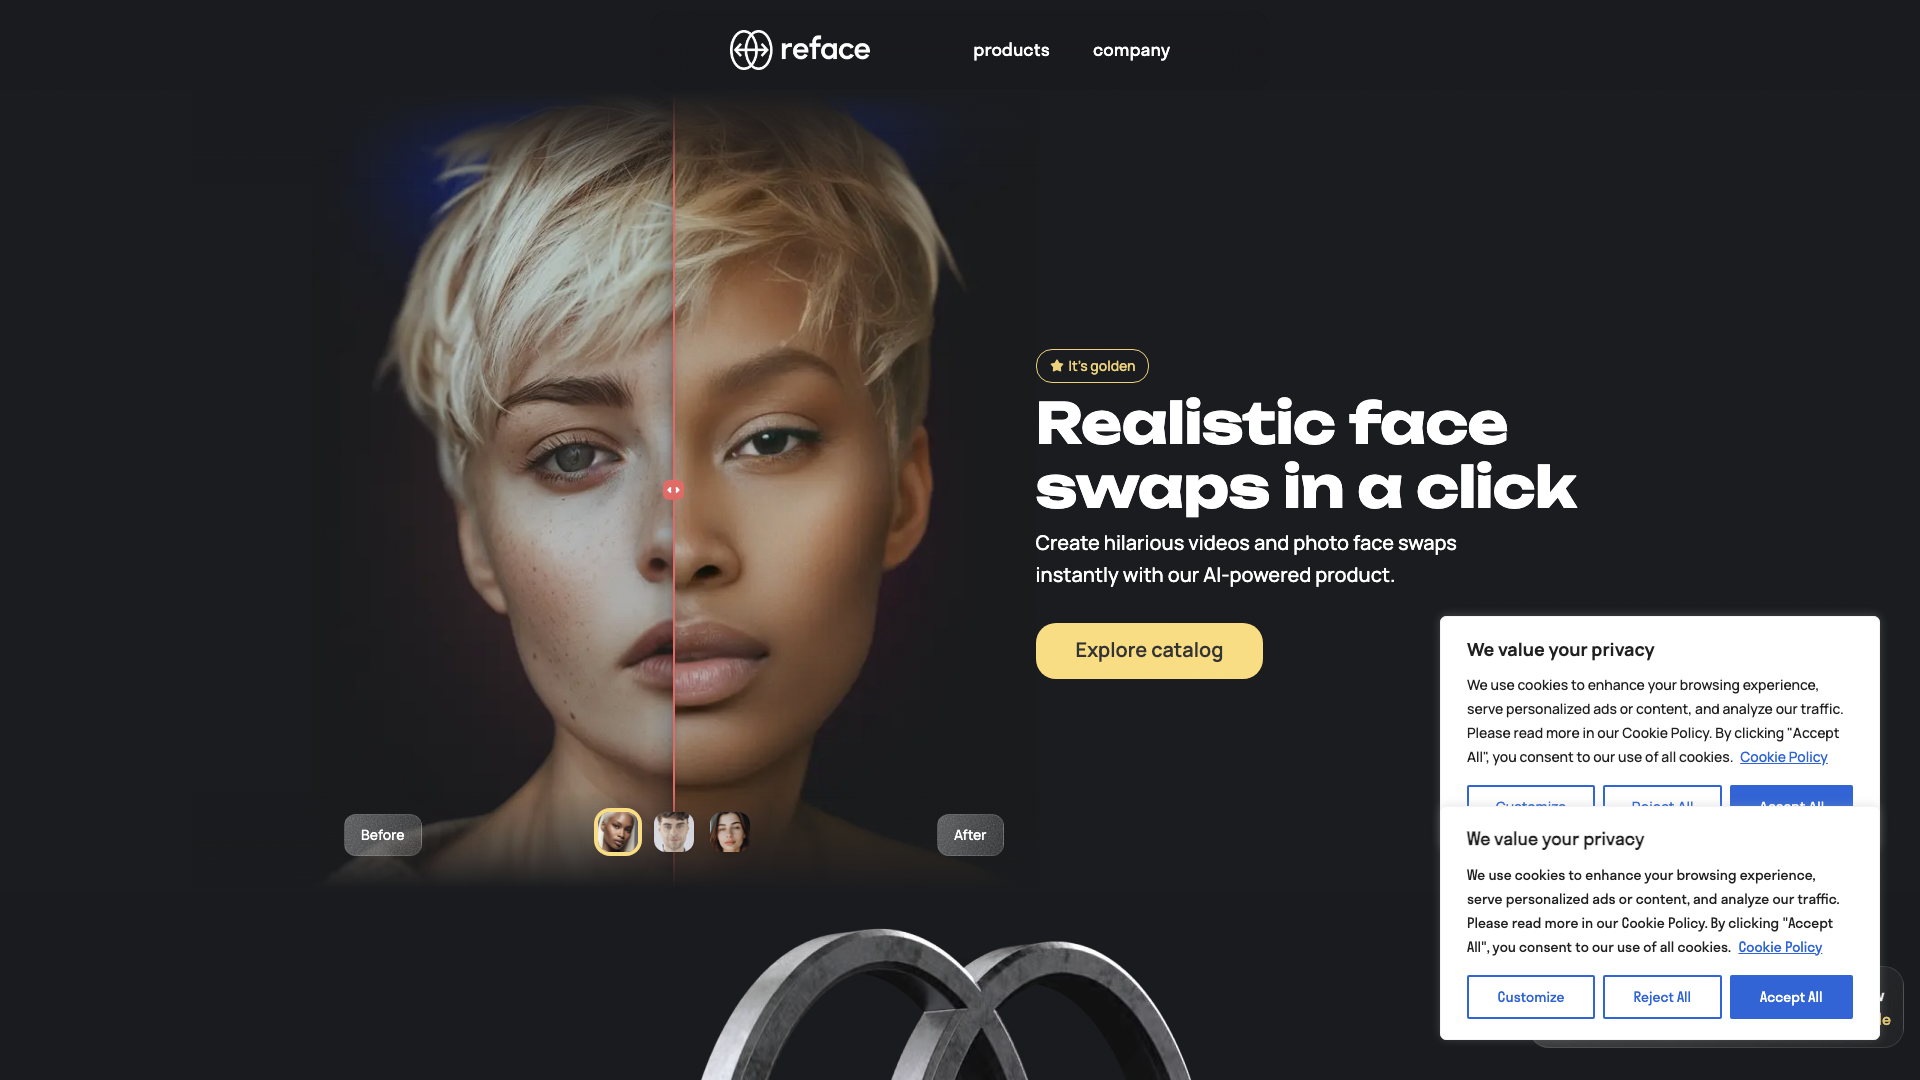 reface
products
company
It's golden
Realistic face
swaps in a click
Create hilarious videos and photo face swaps
instantly with our AI-powered product.
Explore catalog
Before
After
We value your privacy
We use cookies to enhance your browsing experience,
serve personalized ads or content, and analyze our traffic.
Please read more in our Cookie Policy. By clicking "Accept
All", you consent to our use of all cookies. Cookie Policy
Customize
Reject All
Accept All
We value your privacy
We use cookies to enhance your browsing experience,
serve personalized ads or content, and analyze our traffic.
Please read more in our Cookie Policy. By clicking "Accept
All", you consent to our use of all cookies. Cookie Policy
Customize
Reject All
Accept All